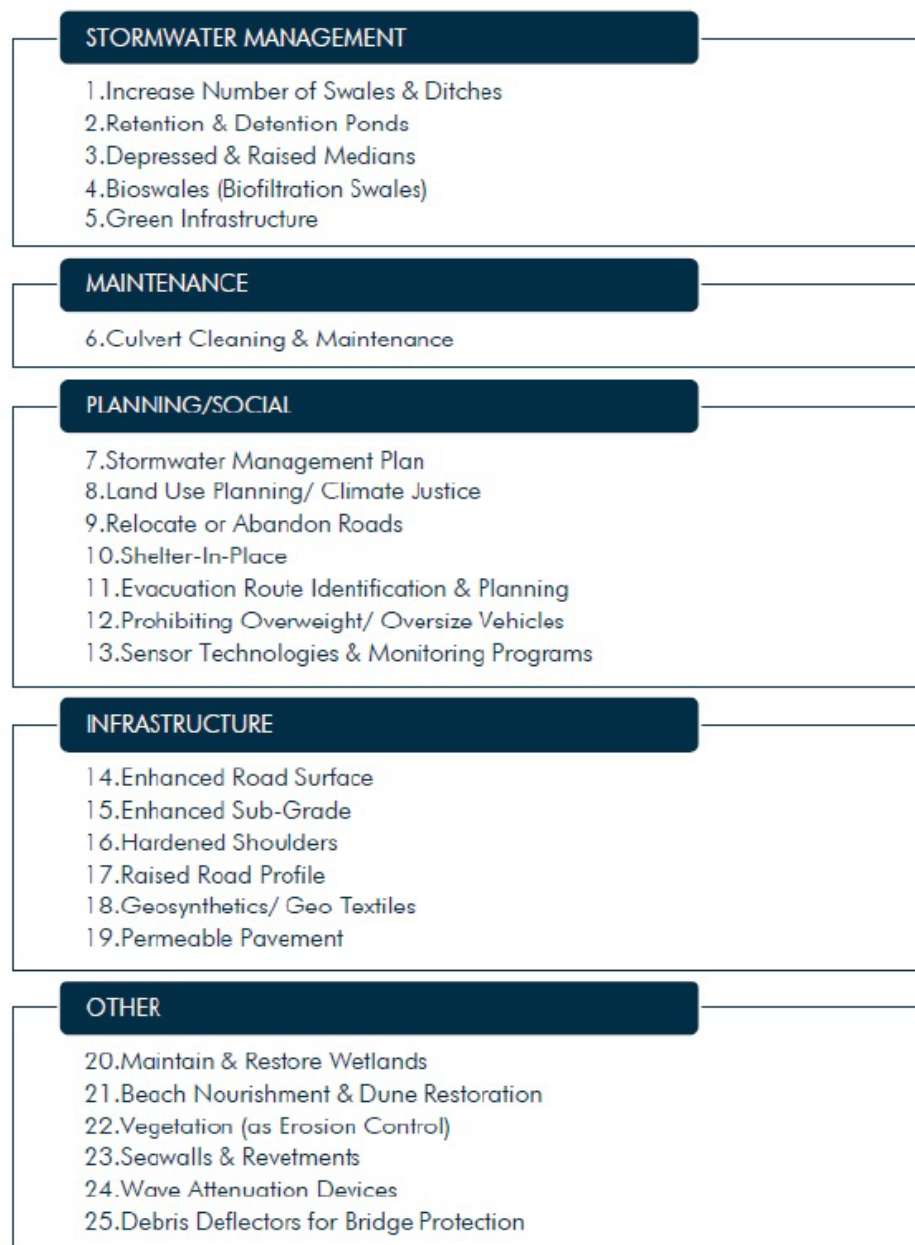 STORMWATER MANAGEMENT
1.Increase Number of Swales & Ditches
2.Retention & Detention Ponds
3.Depressed & Raised Medians
4.Bioswales (Biofiltration Swales)
5.Green Infrastructure
MAINTENANCE
6.Culvert Cleaning & Maintenance
PLANNING/SOCIAL
7.Stormwater Management Plan
8.Land Use Planning/ Climate Justice
9.Relocate or Abandon Roads
10.Shelter-In-Place
11.Evacuation Route Identification & Planning
12.Prohibiting Overweight/ Oversize Vehicles
13.Sensor Technologies & Monitoring Programs
INFRASTRUCTURE
14.Enhanced Road Surface
15.Enhanced Sub-Grade
16.Hardened Shoulders
17.Raised Road Profile
18.Geosynthetics/ Geo Textiles
19.Permeable Pavement
OTHER
20.Maintain & Restore Wetlands
21.Beach Nourishment & Dune Restoration
22.Vegetation (as Erosion Control)
23.Seawalls & Revetments
24.Wave Attenuation Devices
25.Debris Deflectors for Bridge Protection